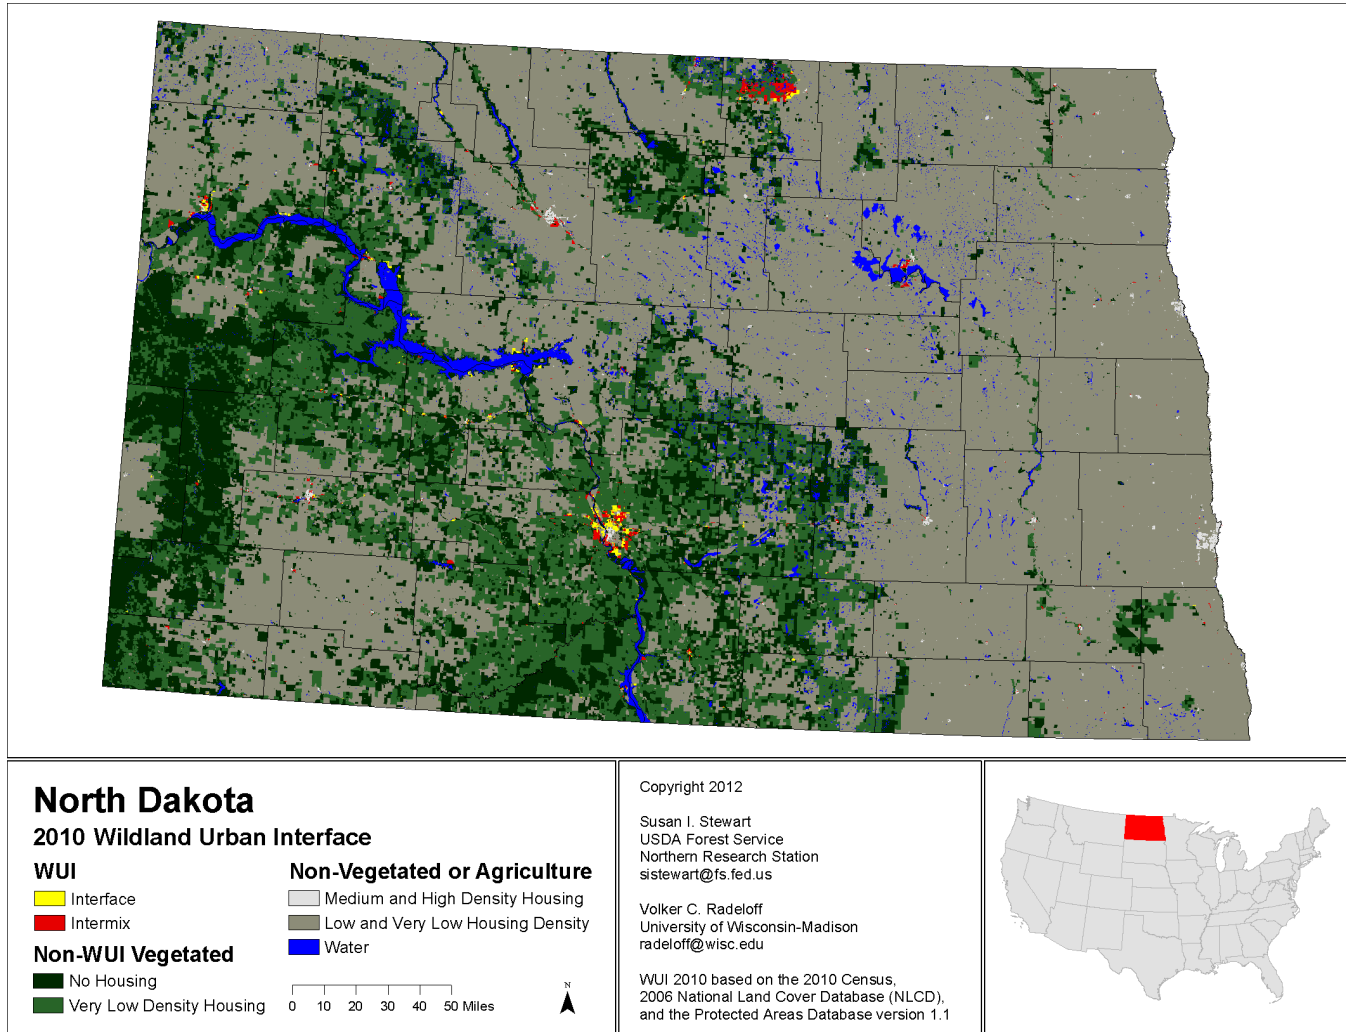 North Dakota
2010 Wildland Urban Interface
WUI
Interface
Intermix
Non-WUI Vegetated
No Housing
Very Low Density Housing
Non-Vegetated or Agriculture
Medium and High Density Housing
Low and Very Low Housing Density
Water
0 10 20 30 40 50 Miles
N
Copyright 2012
Susan I. Stewart
USDA Forest Service
Northern Research Station
sistewart@fs.fed.us
Volker C. Radeloff
University of Wisconsin-Madison
radeloff@wisc.edu
WUI 2010 based on the 2010 Census,
2006 National Land Cover Database (NLCD),
and the Protected Areas Database version 1.1